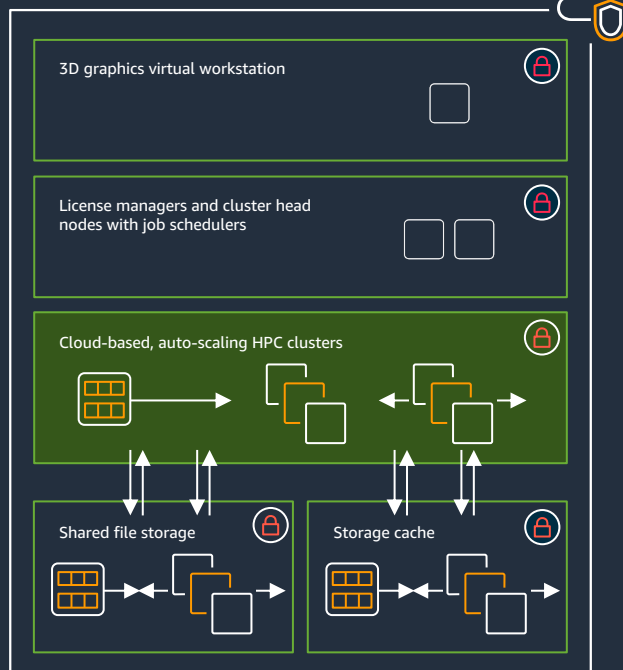 3D graphics virtual workstation
License managers and cluster head
nodes with job schedulers
Cloud-based, auto-scaling HPC clusters
Shared file storage
Storage cache